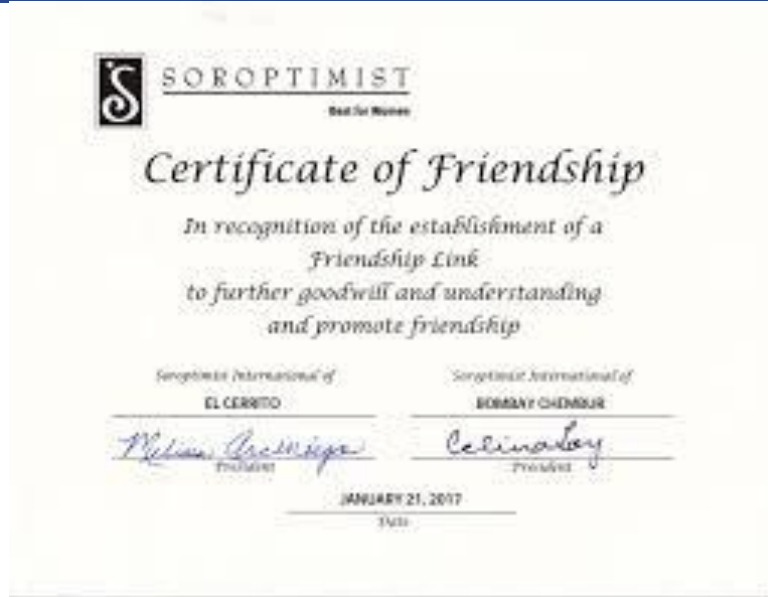 SOROPTIMIST
Best for Women
Certificate of Friendship
In recognition of the establishment of a
Friendship Link
to further goodwill and understanding
and promote friendship
Soroptimist International of
Soroptimist International of
EL CERRITO
BOMBAY CHEMBUR
Celina
President
President
JANUARY 21, 2017
Date